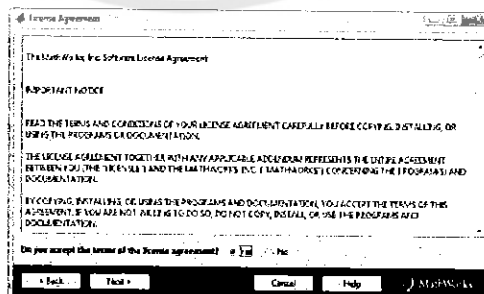 License Agreement
The MathWorks, Inc. Software License Agreement
IMPORTANT NOTICE
READ THE TERMS AND CONDITIONS OF YOUR LICENSE AGREEMENT CAREFULLY BEFORE COPYING, INSTALLING, OR
USING THE PROGRAMS OR DOCUMENTATION.
THE LICENSE AGREEMENT TOGETHER WITH ANY APPLICABLE ADDENDUM REPRESENTS THE ENTIRE AGREEMENT
BETWEEN YOU (THE "LICENSEE") AND THE MATHWORKS, INC. ("MATHWORKS") CONCERNING THE PROGRAM(S) AND
DOCUMENTATION.
BY COPYING, INSTALLING, OR USING THE PROGRAMS AND DOCUMENTATION, YOU ACCEPT THE TERMS OF THIS
AGREEMENT. IF YOU ARE NOT WILLING TO DO SO, DO NOT COPY, INSTALL, OR USE THE PROGRAMS AND
DOCUMENTATION.
Do you accept the terms of the license agreement? Yes No
Back Next Cancel Help MathWorks